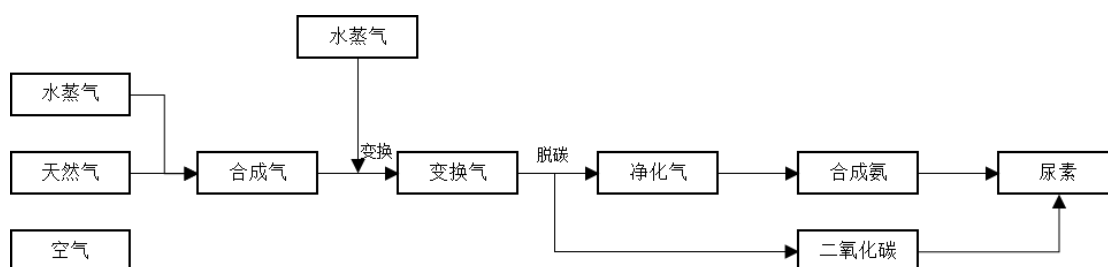 水蒸气
水蒸气
天然气
合成气
变换
变换气
脱碳
净化气
合成氨
尿素
空气
二氧化碳